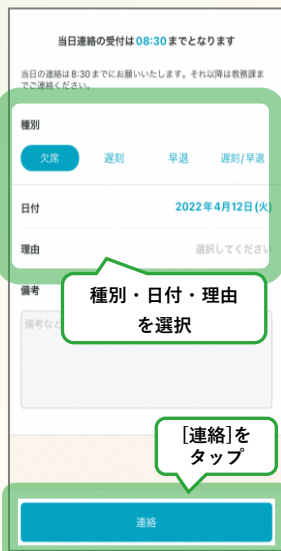 当日連絡の受付は08:30までとなります
当日の連絡は8:30までにお願いいたします。それ以降は教務課ま
でご連絡ください。
種別
欠席 遅刻 早退 遅刻/早退
日付 2022年4月12日(火)
理由 選択してください
種別・日付・理由
を選択
備考
備考など
[連絡]を
タップ
連絡